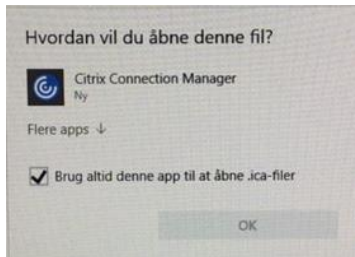 Hvordan vil du åbne denne fil?
Citrix Connection Manager
Ny
Flere apps
Brug altid denne app til at åbne .ica-filer
OK